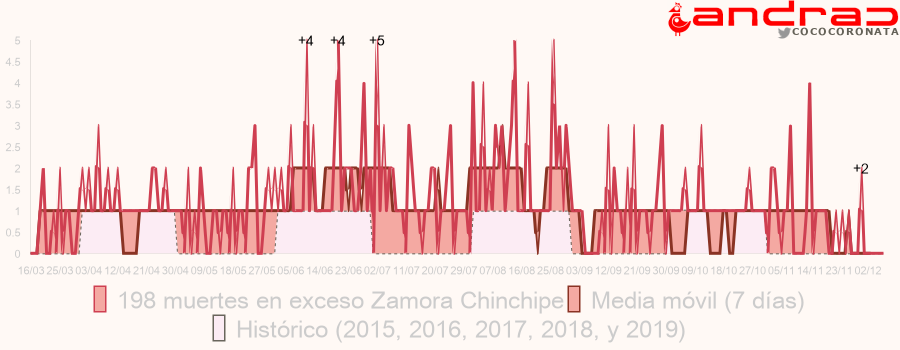 andrac
COCOCORONATA
5
4.5
4
3.5
3
2.5
2
1.5
1
0.5
0
+4 +4 +5 +2
16/03 25/03 03/04 12/04 21/04 30/04 09/05 18/05 27/05 05/06 14/06 23/06 02/07 11/07 20/07 29/07 07/08 16/08 25/08 03/09 12/09 21/09 30/09 09/10 18/10 27/10 05/11 14/11 23/11 02/12
198 muertes en exceso Zamora Chinchipe Media móvil (7 días)
Histórico (2015, 2016, 2017, 2018, y 2019)